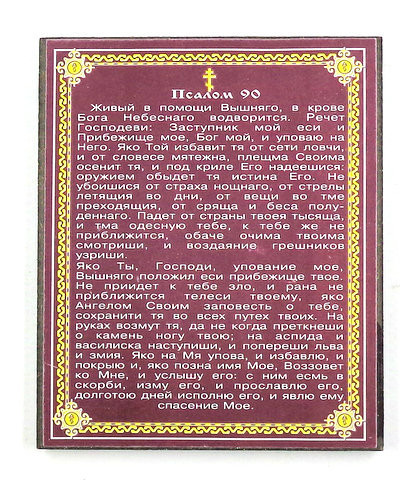 Псалом 90
Живый в помощи Вышняго, в крове
Бога Небеснаго водворится. Речет
Господеви: Заступник мой еси и
Прибежище мое, Бог мой, и уповаю на
Него. Яко Той избавит тя от сети ловчи,
и от словесе мятежна, плещма Своима
осенит тя, и под криле Его надеешися:
оружием обыдет тя истина Его. Не
убоишися от страха нощнаго, от стрелы
летящия во дни, от вещи во тме
преходящия, от сряща и беса полу-
деннаго. Падет от страны твоея тысяща,
и тма одесную тебе, к тебе же не
приближится, обаче очима твоима
смотриши, и воздаяние грешников
узриши.
Яко Ты, Господи, упование мое,
Вышняго положил еси прибежище твое.
Не приидет к тебе зло, и рана не
приближится телеси твоему, яко
Ангелом Своим заповесть о тебе,
сохранити тя во всех путех твоих. На
руках возмут тя, да не когда преткнеши
о камень ногу твою; на аспида и
василиска наступиши, и попереши льва
и змия. Яко на Мя упова, и избавлю, и
покрыю и, яко позна имя Мое, Воззовет
ко Мне, и услышу его: с ним есмь в
скорби, изму его, и прославлю его,
долготою дней исполню его, и явлю ему
спасение Мое.